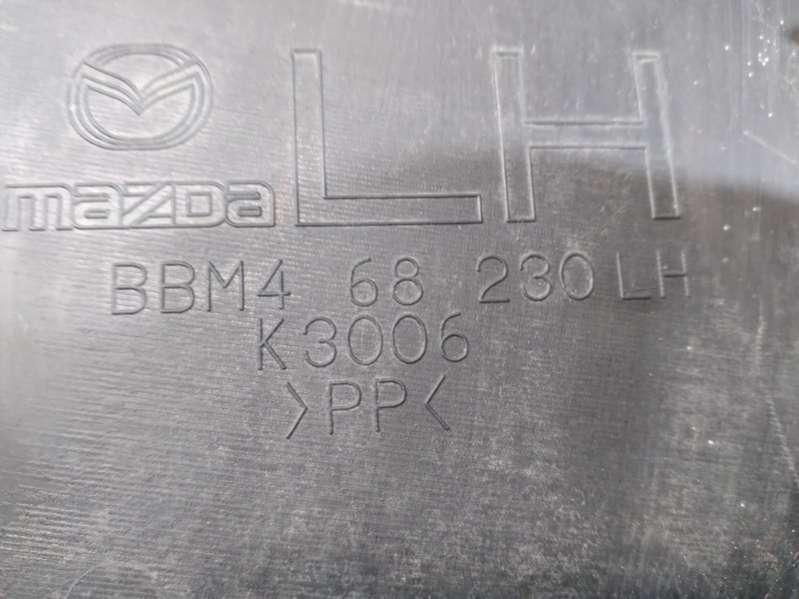 LH
mazda
BBM4 68 230 LH
K3006
>PP<